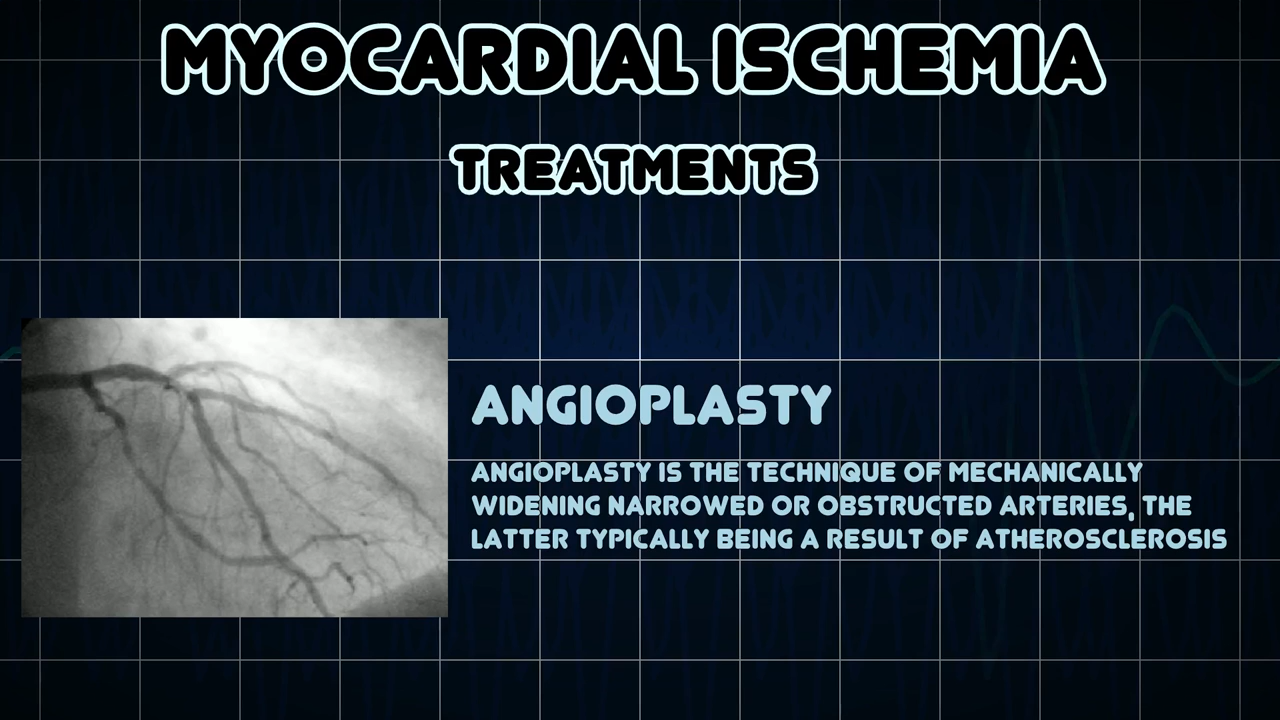 MYOCARDIAL ISCHEMIA
TREATMENTS
ANGIOPLASTY
ANGIOPLASTY IS THE TECHNIQUE OF MECHANICALLY
WIDENING NARROWED OR OBSTRUCTED ARTERIES, THE
LATTER TYPICALLY BEING A RESULT OF ATHEROSCLEROSIS